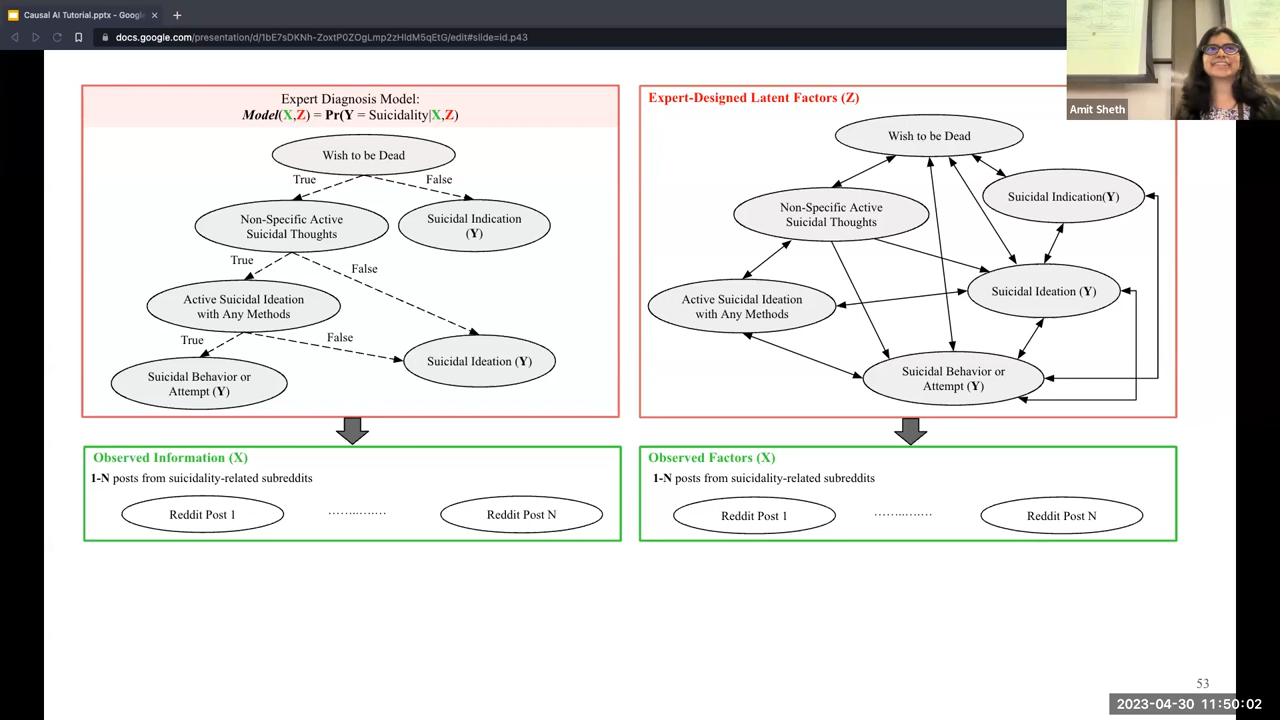 Causal AI Tutorial.pptx - Google
docs.google.com/presentation/d/1bE7sDKNh-ZoxtP0ZOgLmp2zHldM5qEtG/edit#slide=id.p43
Amit Sheth
Expert Diagnosis Model:
Model(X,Z) = Pr(Y = Suicidality|X,Z)
Wish to be Dead
True
False
Non-Specific Active
Suicidal Thoughts
Suicidal Indication
(Y)
True
False
Active Suicidal Ideation
with Any Methods
True
False
Suicidal Ideation (Y)
Suicidal Behavior or
Attempt (Y)
Expert-Designed Latent Factors (Z)
Wish to be Dead
Suicidal Indication(Y)
Non-Specific Active
Suicidal Thoughts
Suicidal Ideation (Y)
Active Suicidal Ideation
with Any Methods
Suicidal Behavior or
Attempt (Y)
Observed Information (X)
1-N posts from suicidality-related subreddits
Reddit Post 1
..............
Reddit Post N
Observed Factors (X)
1-N posts from suicidality-related subreddits
Reddit Post 1
..............
Reddit Post N
53
2023-04-30 11:50:02